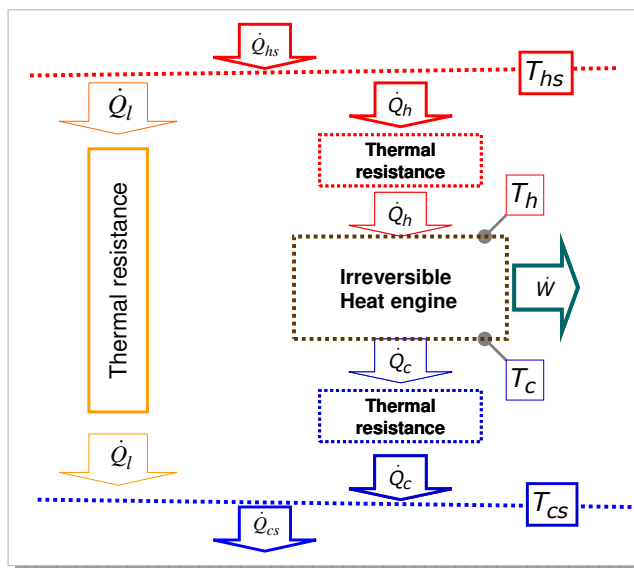 Q̇hs
Ths
Q̇l
Q̇h
Thermal
resistance
Th
Q̇h
Thermal resistance
Irreversible
Heat engine
Ẇ
Q̇c
Tc
Thermal
resistance
Q̇l
Q̇c
Tcs
Q̇cs